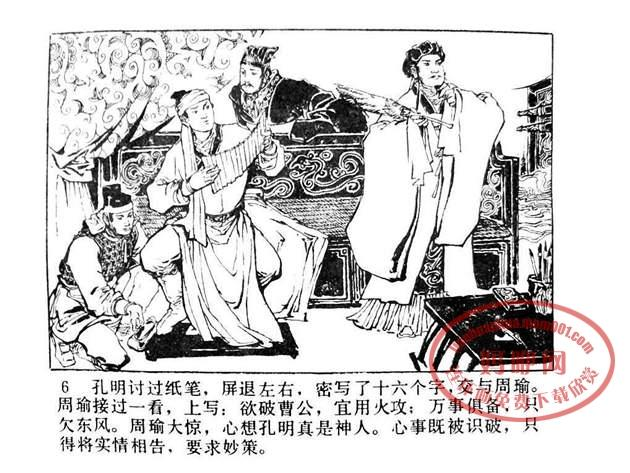 6 孔明讨过纸笔，屏退左右，密写了十六个字，交与周瑜。
周瑜接过一看，上写：欲破曹公，宜用火攻；万事俱备，只
欠东风。周瑜大惊，心想孔明真是神人。心事既被识破，只
得将实情相告，要求妙策。